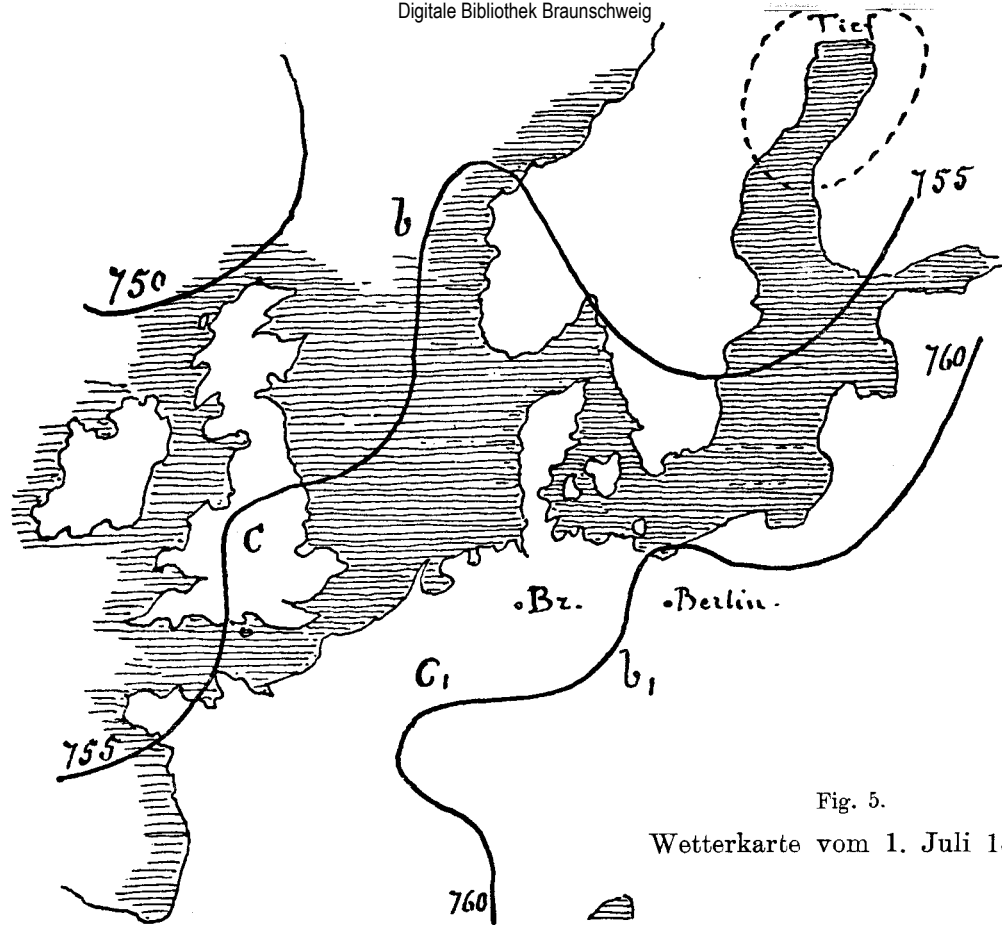 Digitale Bibliothek Braunschweig
Tief
755
b
750
760
C
Br.
Berlin.
C₁
b₁
755
760
Fig. 5.
Wetterkarte vom 1. Juli